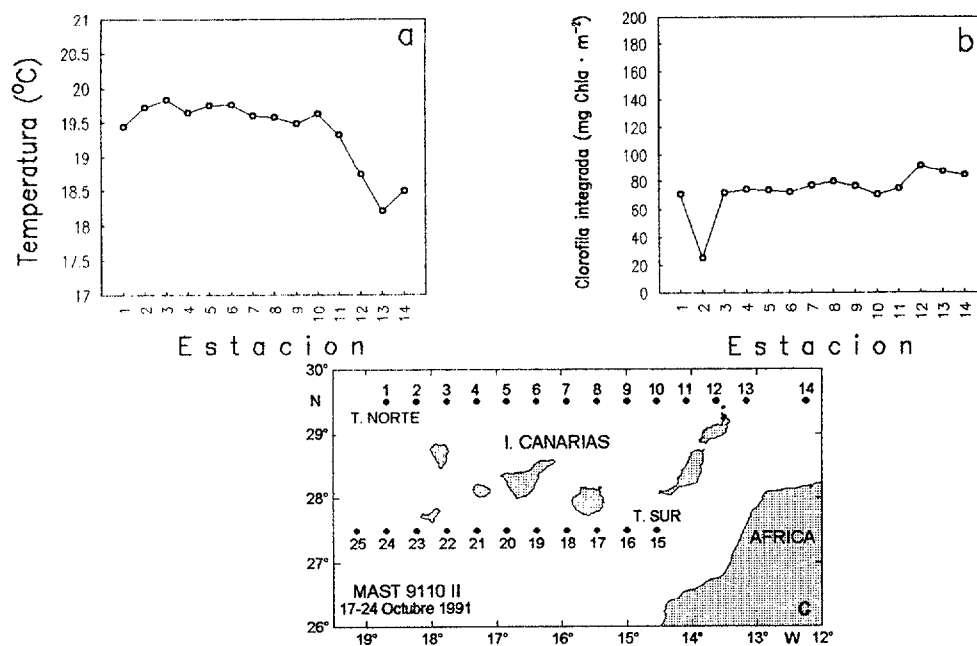 a
21
20.5
20
19.5
19
18.5
18
17.5
17
Temperatura (ºC)
1 2 3 4 5 6 7 8 9 10 11 12 13 14
Estacion
b
200
180
160
140
120
100
80
60
40
20
0
Clorofila integrada (mg Chla · m⁻²)
1 2 3 4 5 6 7 8 9 10 11 12 13 14
Estacion
30°
N
29°
28°
27°
26°
1 2 3 4 5 6 7 8 9 10 11 12 13 14
T. NORTE
I. CANARIAS
T. SUR
25 24 23 22 21 20 19 18 17 16 15
AFRICA
MAST 9110 II
17-24 Octubre 1991
C
19° 18° 17° 16° 15° 14° 13° W 12°